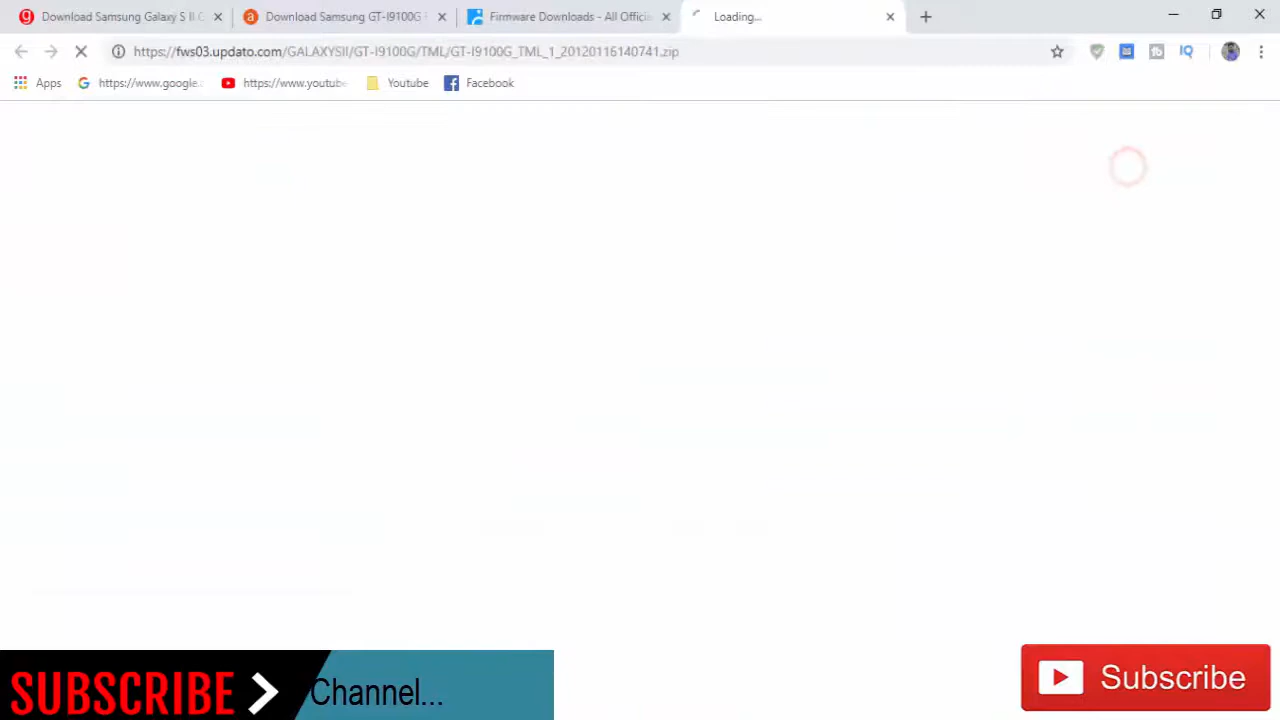 Download Samsung Galaxy S II G
Download Samsung GT-I9100G F
Firmware Downloads - All Officia
Loading...
https://fws03.updato.com/GALAXYSII/GT-I9100G/TML/GT-I9100G_TML_1_20120116140741.zip
Apps
https://www.google.c
https://www.youtube
Youtube
Facebook
SUBSCRIBE
Channel...
Subscribe